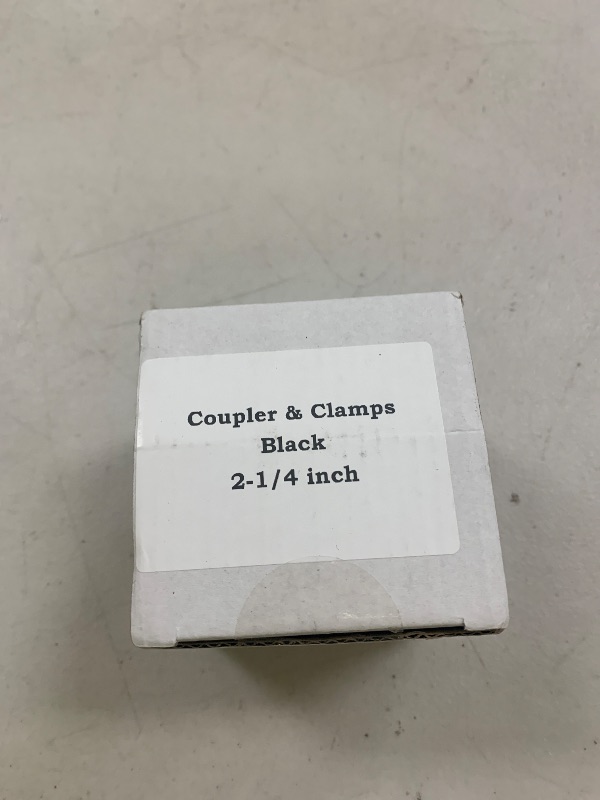 Coupler & Clamps
Black
2-1/4 inch